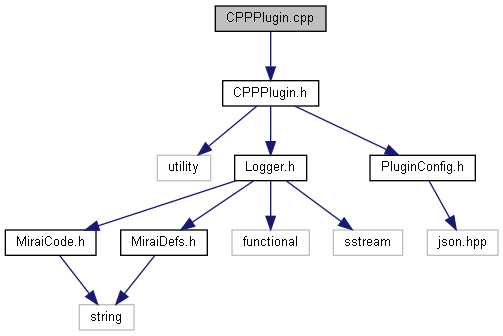 CPPPlugin.cpp
CPPPlugin.h
utility
Logger.h
PluginConfig.h
MiraiCode.h
MiraiDefs.h
functional
sstream
json.hpp
string